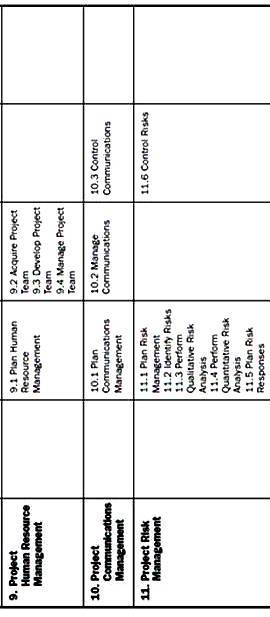 9. Project
Human Resource
Management
9.1 Plan Human
Resource
Management
9.2 Acquire Project
Team
9.3 Develop Project
Team
9.4 Manage Project
Team
10. Project
Communications
Management
10.1 Plan
Communications
Management
10.2 Manage
Communications
10.3 Control
Communications
11. Project Risk
Management
11.1 Plan Risk
Management
11.2 Identify Risks
11.3 Perform
Qualitative Risk
Analysis
11.4 Perform
Quantitative Risk
Analysis
11.5 Plan Risk
Responses
11.6 Control Risks